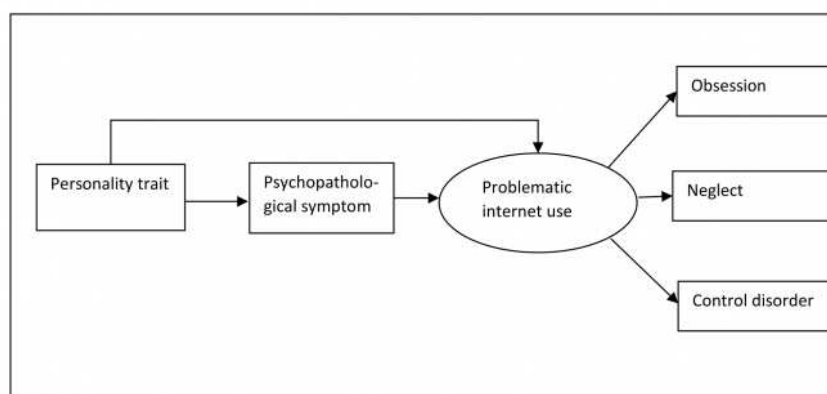 Personality trait
Psychopatholo-
gical symptom
Problematic
internet use
Obsession
Neglect
Control disorder